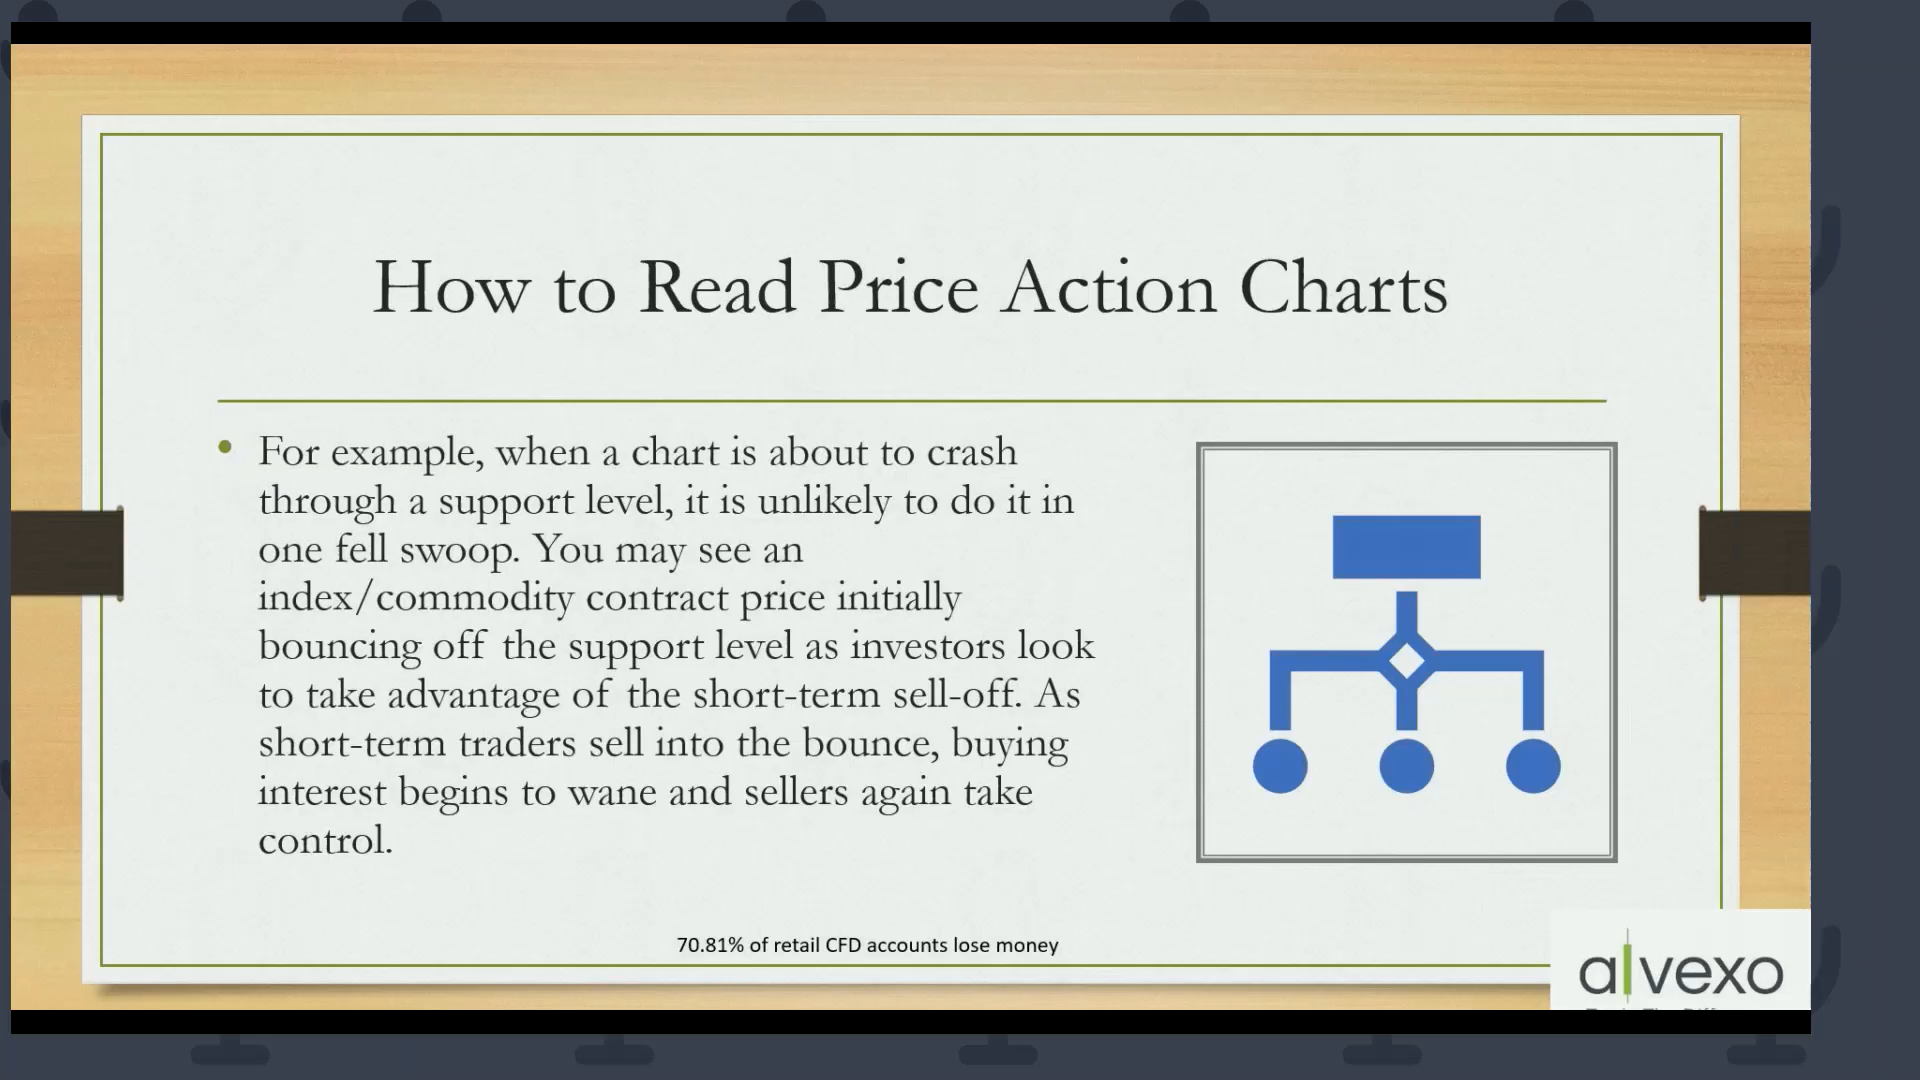 How to Read Price Action Charts
• For example, when a chart is about to crash
through a support level, it is unlikely to do it in
one fell swoop. You may see an
index/commodity contract price initially
bouncing off the support level as investors look
to take advantage of the short-term sell-off. As
short-term traders sell into the bounce, buying
interest begins to wane and sellers again take
control.
70.81% of retail CFD accounts lose money
alvexo